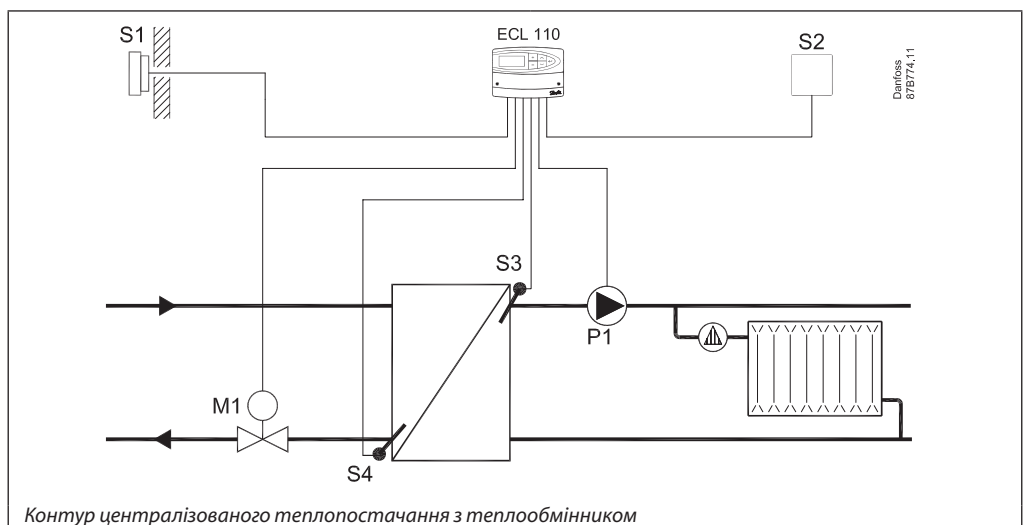 S1
ECL 110
S2
Danfoss
87B774.11
S3
P1
M1
S4
Контур централізованого теплопостачання з теплообмінником